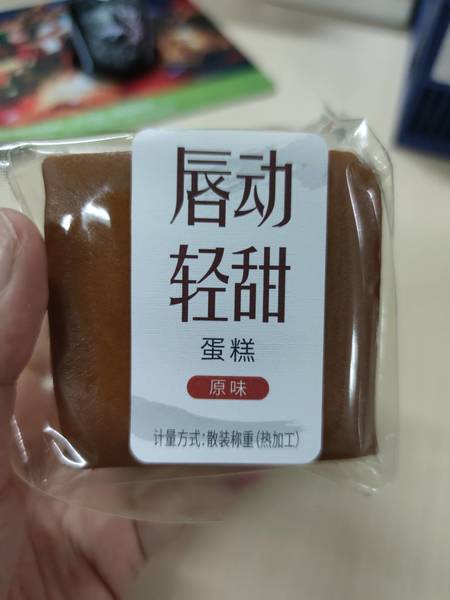 唇动
轻甜
蛋糕
原味
计量方式:散装称重(热加工)